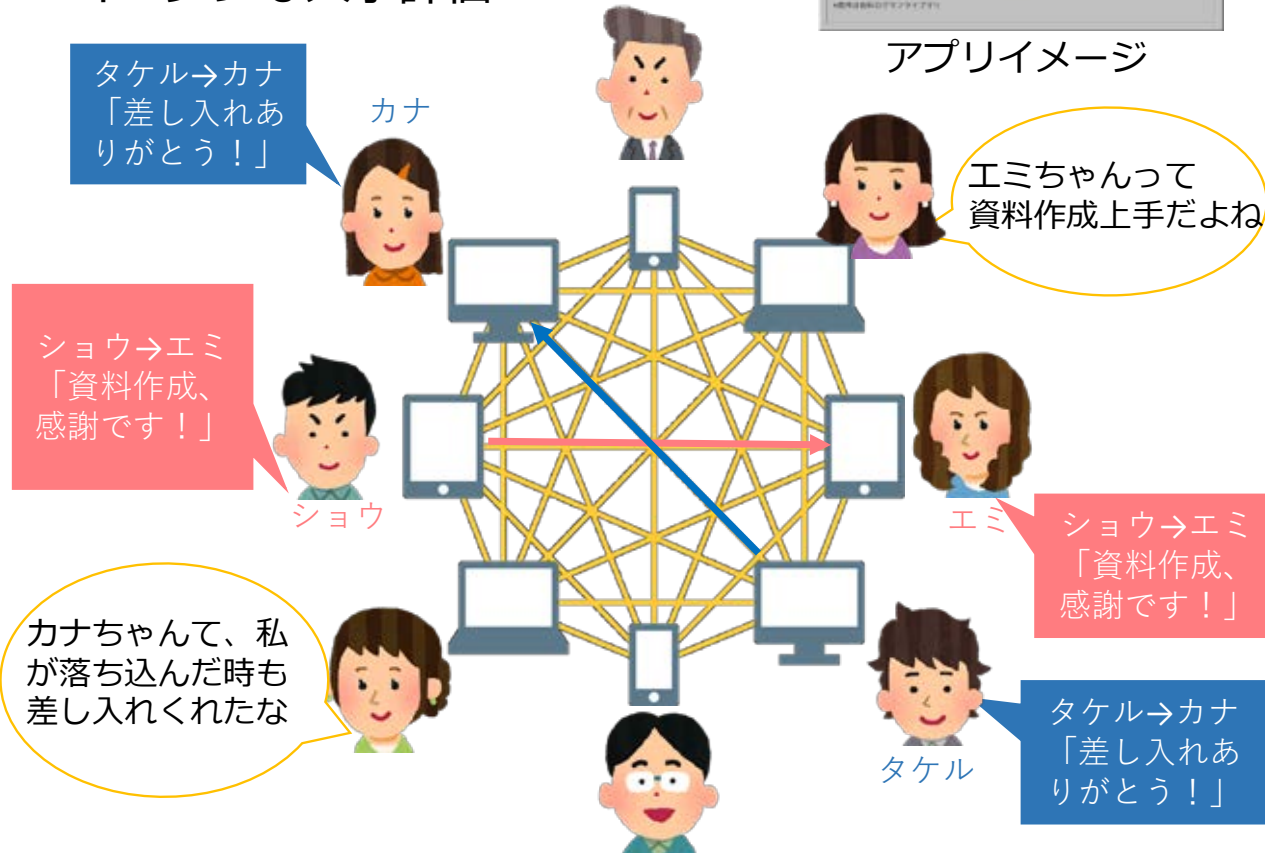 アプリイメージ
タケル→カナ
「差し入れあ
りがとう！」
カナ
エミちゃんって
資料作成上手だよね
ショウ→エミ
「資料作成、
感謝です！」
ショウ
エミ
ショウ→エミ
「資料作成、
感謝です！」
カナちゃんて、私
が落ち込んだ時も
差し入れくれたな
タケル
タケル→カナ
「差し入れあ
りがとう！」